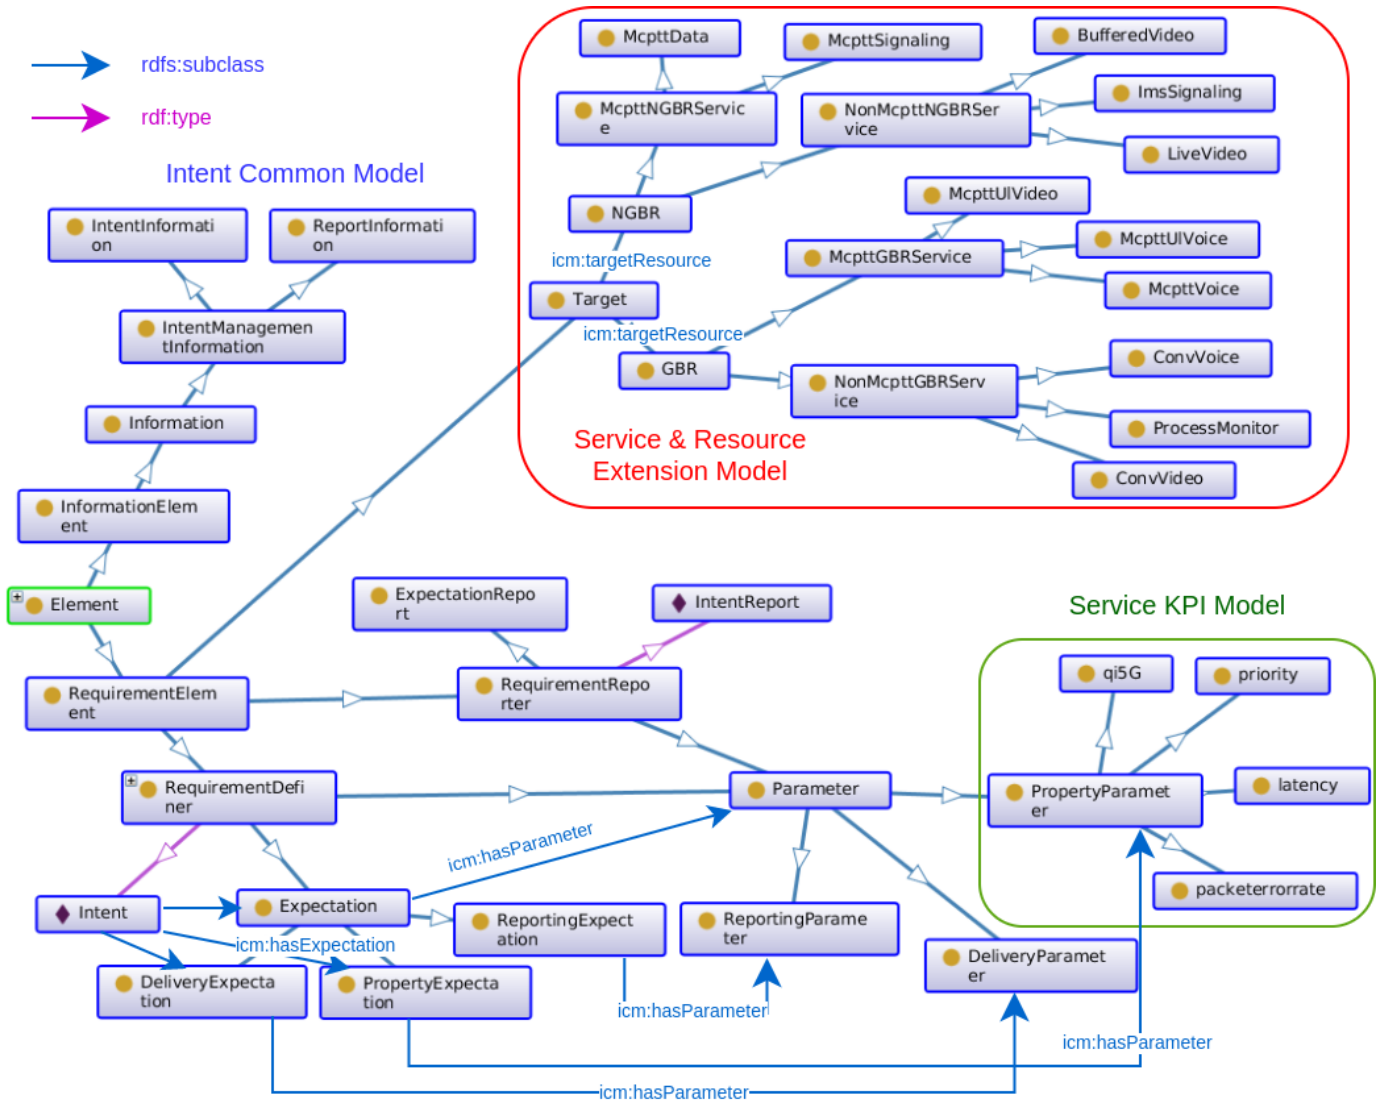 rdfs:subclass
rdf:type
Intent Common Model
IntentInformati
on
ReportInformati
on
IntentManagemen
tInformation
Information
InformationElem
ent
Element
RequirementElem
ent
RequirementDefi
ner
Intent
Expectation
icm:hasExpectation
DeliveryExpecta
tion
PropertyExpecta
tion
ReportingExpect
ation
ExpectationRepo
rt
IntentReport
RequirementRepo
rter
Parameter
icm:hasParameter
ReportingParame
ter
DeliveryParamet
er
icm:hasParameter
icm:hasParameter
icm:hasParameter
McpttData
McpttSignaling
BufferedVideo
McpttNGBRServic
e
NonMcpttNGBRSer
vice
ImsSignaling
LiveVideo
NGBR
McpttUlVideo
icm:targetResource
McpttGBRService
McpttUlVoice
McpttVoice
Target
icm:targetResource
GBR
NonMcpttGBRServ
ice
ConvVoice
ProcessMonitor
ConvVideo
Service & Resource
Extension Model
Service KPI Model
qi5G
priority
PropertyParamet
er
latency
packeterrorrate